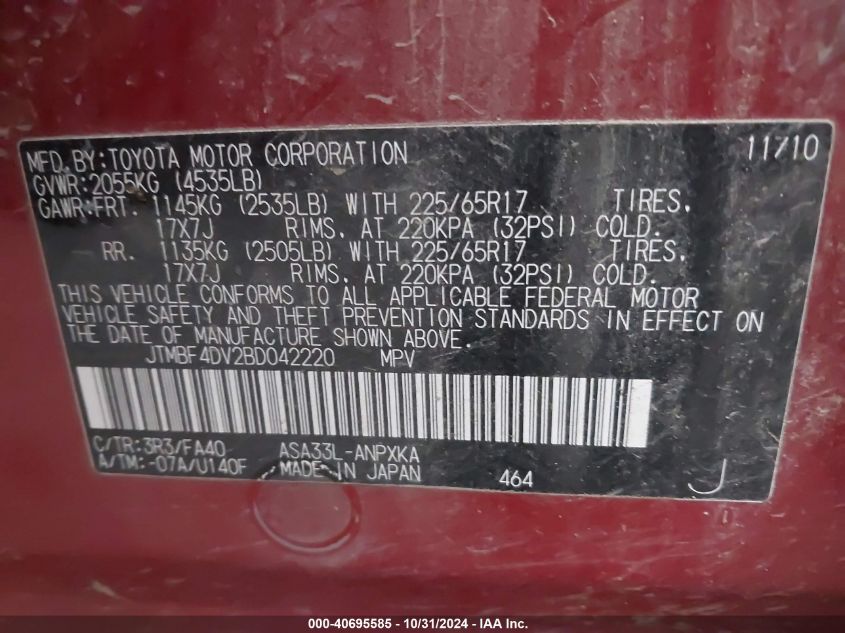 MFD.BY:TOYOTA MOTOR CORPORATION 11/10
GVWR:2055KG (4535LB)
GAWR:FRT. 1145KG (2535LB) WITH 225/65R17 TIRES,
17X7J RIMS, AT 220KPA (32PSI) COLD.
RR. 1135KG (2505LB) WITH 225/65R17 TIRES,
17X7J RIMS, AT 220KPA (32PSI) COLD.
THIS VEHICLE CONFORMS TO ALL APPLICABLE FEDERAL MOTOR
VEHICLE SAFETY AND THEFT PREVENTION STANDARDS IN EFFECT ON
THE DATE OF MANUFACTURE SHOWN ABOVE.
JTMBF4DV2BD042220 MPV
C/TR:3R3/FA40 ASA33L-ANPXKA
A/TM:-07A/U140F MADE IN JAPAN 464 J
000-40695585 - 10/31/2024 - IAA Inc.